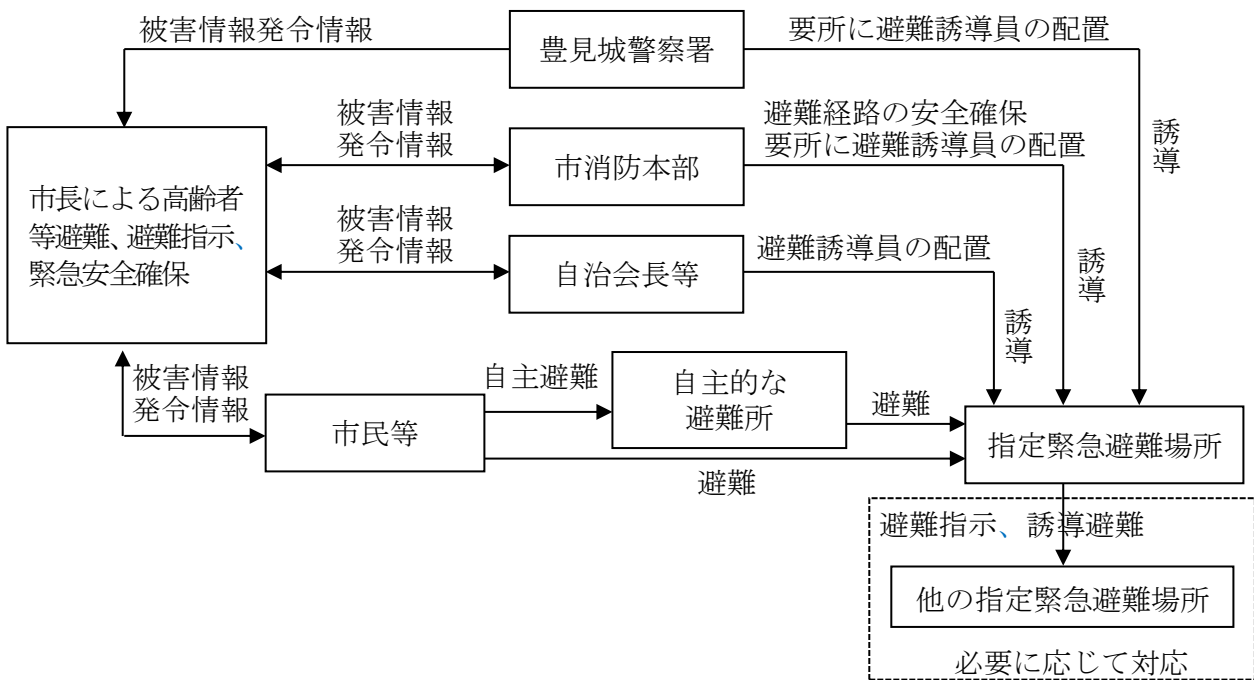 被害情報発令情報
豊見城警察署
要所に避難誘導員の配置
誘導
被害情報
発令情報
市消防本部
避難経路の安全確保
要所に避難誘導員の配置
誘導
市長による高齢者
等避難、避難指示、
緊急安全確保
被害情報
発令情報
自治会長等
避難誘導員の配置
誘導
被害情報
発令情報
市民等
自主避難
自主的な
避難所
避難
避難
指定緊急避難場所
避難指示、誘導避難
他の指定緊急避難場所
必要に応じて対応